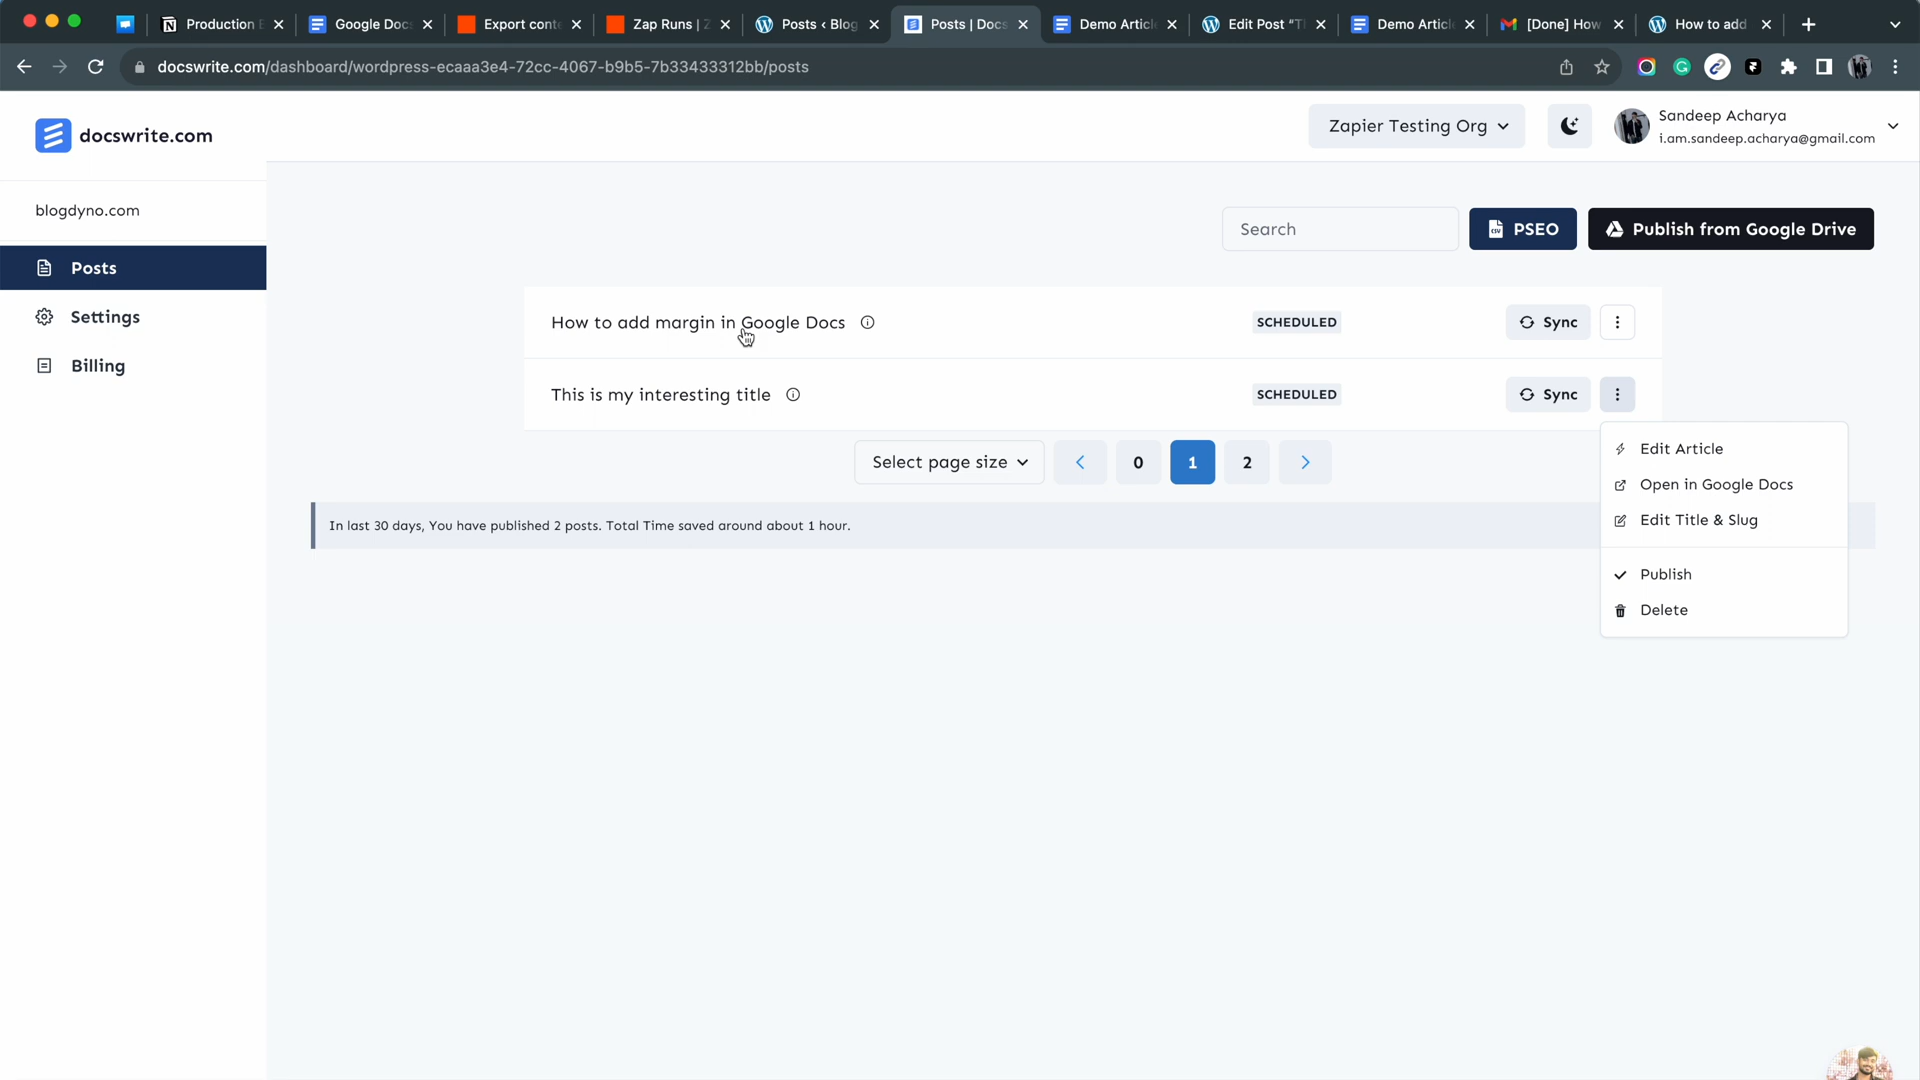 Production E
Google Doc
Export conte
Zap Runs | Z
Posts ‹ Blog
Posts | Docs
Demo Articl
Edit Post “Th
Demo Articl
[Done] How
How to add
docswrite.com/dashboard/wordpress-ecaaa3e4-72cc-4067-b9b5-7b33433312bb/posts
docswrite.com
Zapier Testing Org
Sandeep Acharya
i.am.sandeep.acharya@gmail.com
blogdyno.com
Posts
Settings
Billing
Search
PSEO
Publish from Google Drive
How to add margin in Google Docs
SCHEDULED
Sync
This is my interesting title
SCHEDULED
Sync
Select page size
0
1
2
Edit Article
Open in Google Docs
Edit Title & Slug
Publish
Delete
In last 30 days, You have published 2 posts. Total Time saved around about 1 hour.